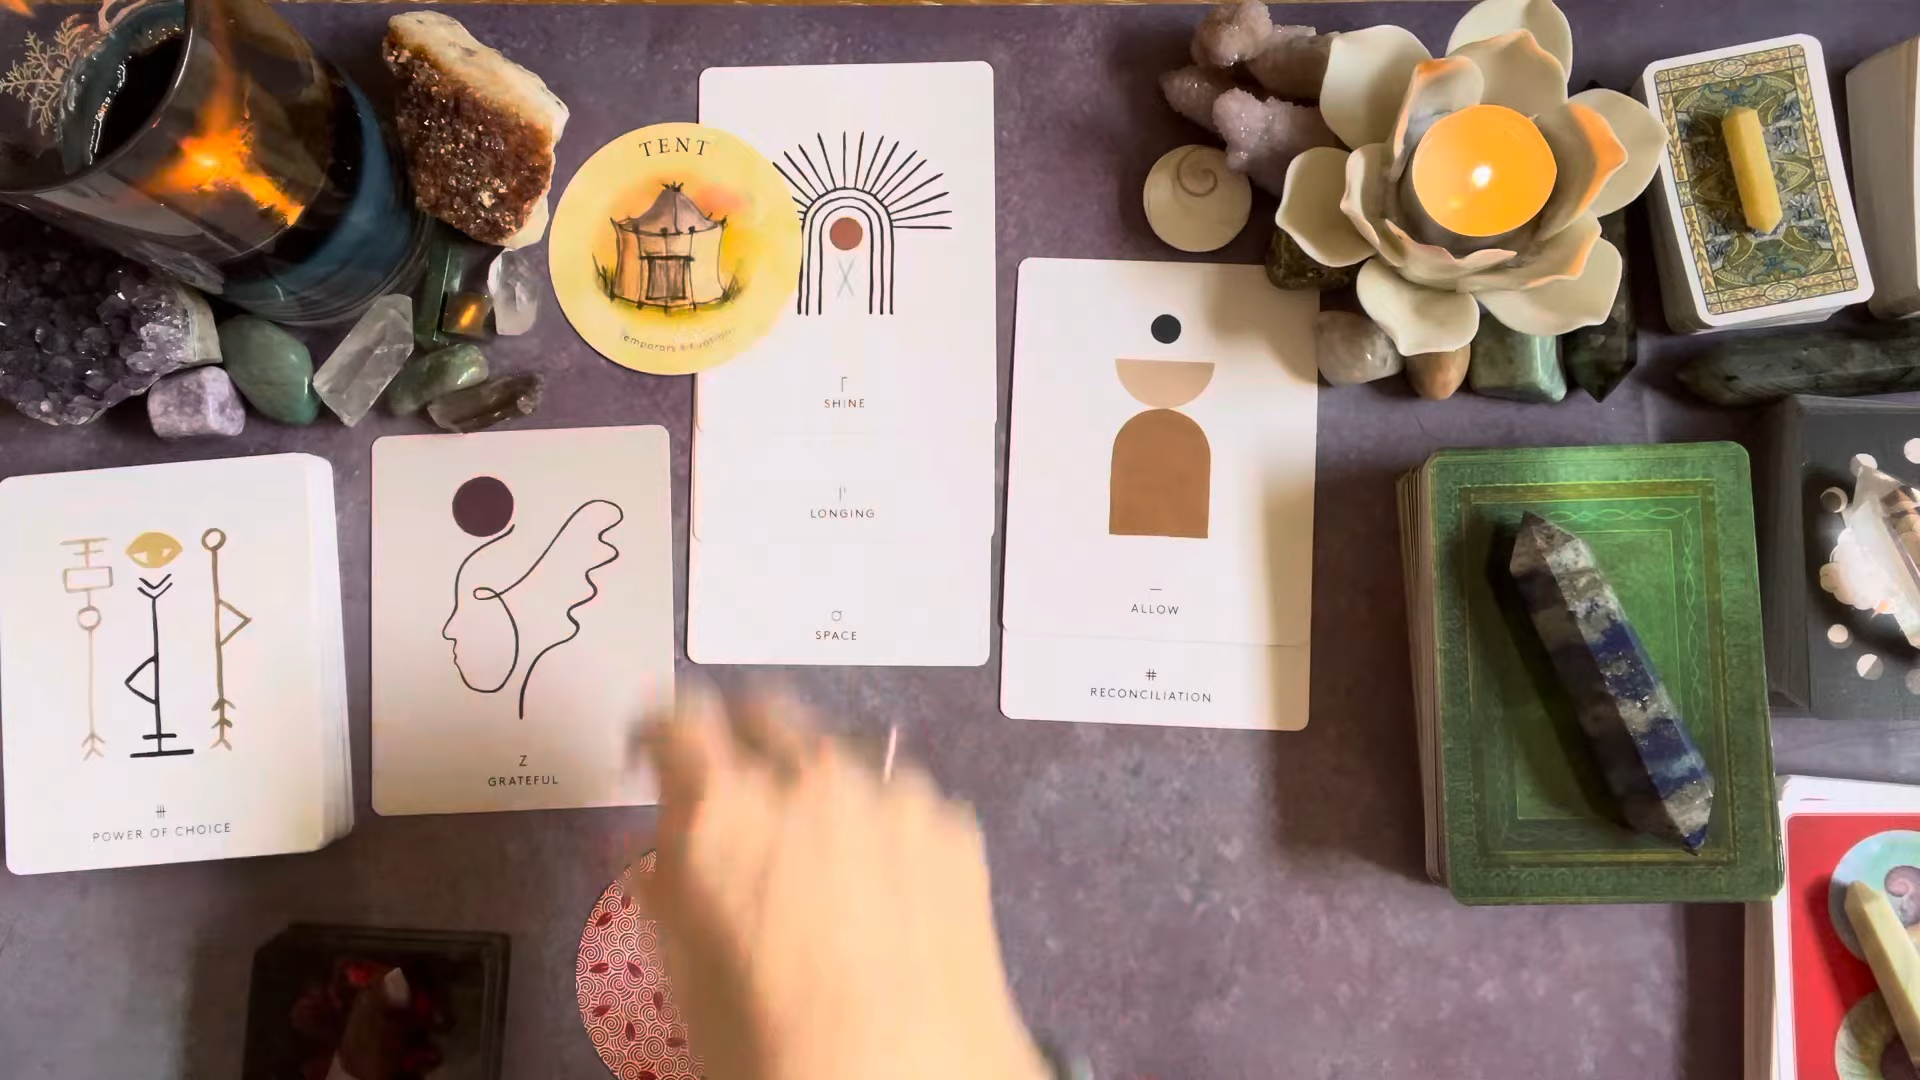 TENT
SHINE
LONGING
SPACE
ALLOW
#
RECONCILIATION
Z
GRATEFUL
POWER OF CHOICE